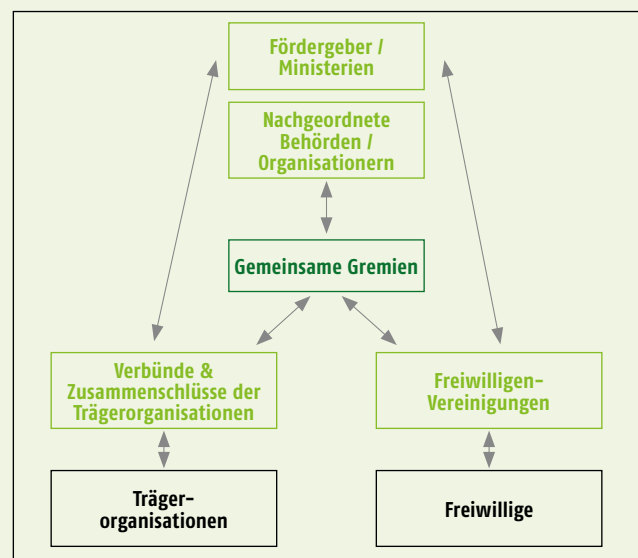 Fördergeber /
Ministerien
Nachgeordnete
Behörden /
Organisationern
Gemeinsame Gremien
Verbünde &
Zusammenschlüsse der
Trägerorganisationen
Freiwilligen-
Vereinigungen
Träger-
organisationen
Freiwillige